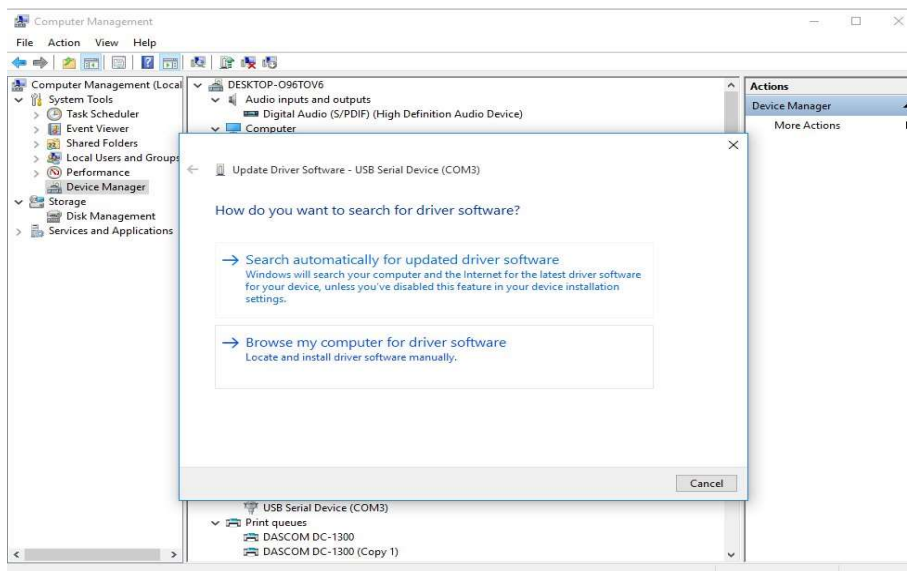 Computer Management
File Action View Help
Computer Management (Local
System Tools
Task Scheduler
Event Viewer
Shared Folders
Local Users and Groups
Performance
Device Manager
Storage
Disk Management
Services and Applications
DESKTOP-O96TOV6
Audio inputs and outputs
Digital Audio (S/PDIF) (High Definition Audio Device)
Computer
Update Driver Software - USB Serial Device (COM3)
How do you want to search for driver software?
Search automatically for updated driver software
Windows will search your computer and the Internet for the latest driver software
for your device, unless you've disabled this feature in your device installation
settings.
Browse my computer for driver software
Locate and install driver software manually.
Cancel
USB Serial Device (COM3)
Print queues
DASCOM DC-1300
DASCOM DC-1300 (Copy 1)
Actions
Device Manager
More Actions